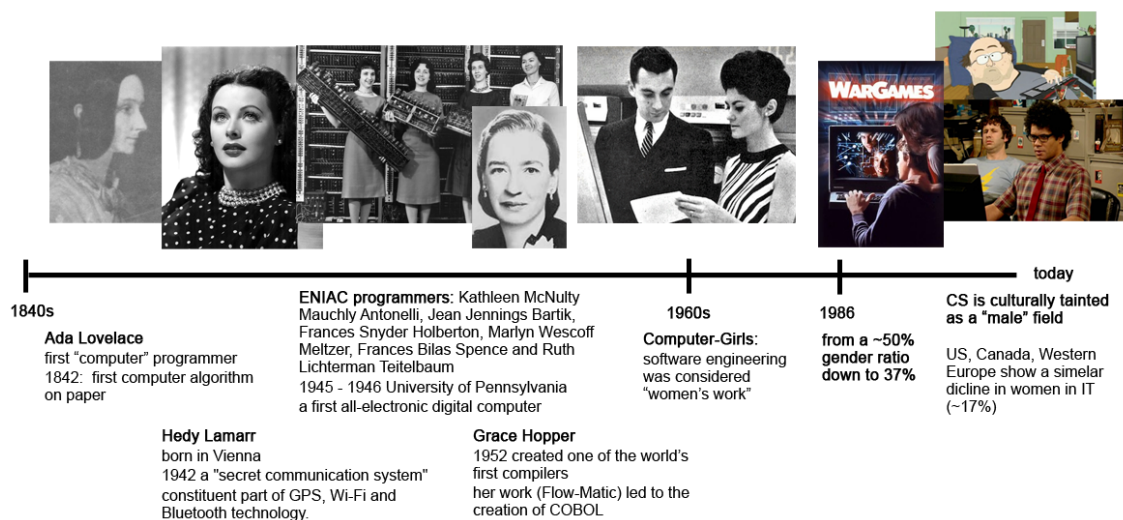 WARGAMES
today
1840s
1960s
1986
Ada Lovelace
first “computer” programmer
1842:  first computer algorithm
on paper
ENIAC programmers: Kathleen McNulty
Mauchly Antonelli, Jean Jennings Bartik,
Frances Snyder Holberton, Marlyn Wescoff
Meltzer, Frances Bilas Spence and Ruth
Lichterman Teitelbaum
1945 - 1946 University of Pennsylvania
a first all-electronic digital computer
Computer-Girls:
software engineering
was considered
“women’s work”
from a ~50%
gender ratio
down to 37%
CS is culturally tainted
as a “male” field
US, Canada, Western
Europe show a simelar
dicline in women in IT
(~17%)
Hedy Lamarr
born in Vienna
1942 a "secret communication system"
constituent part of GPS, Wi-Fi and
Bluetooth technology.
Grace Hopper
1952 created one of the world’s
first compilers
her work (Flow-Matic) led to the
creation of COBOL